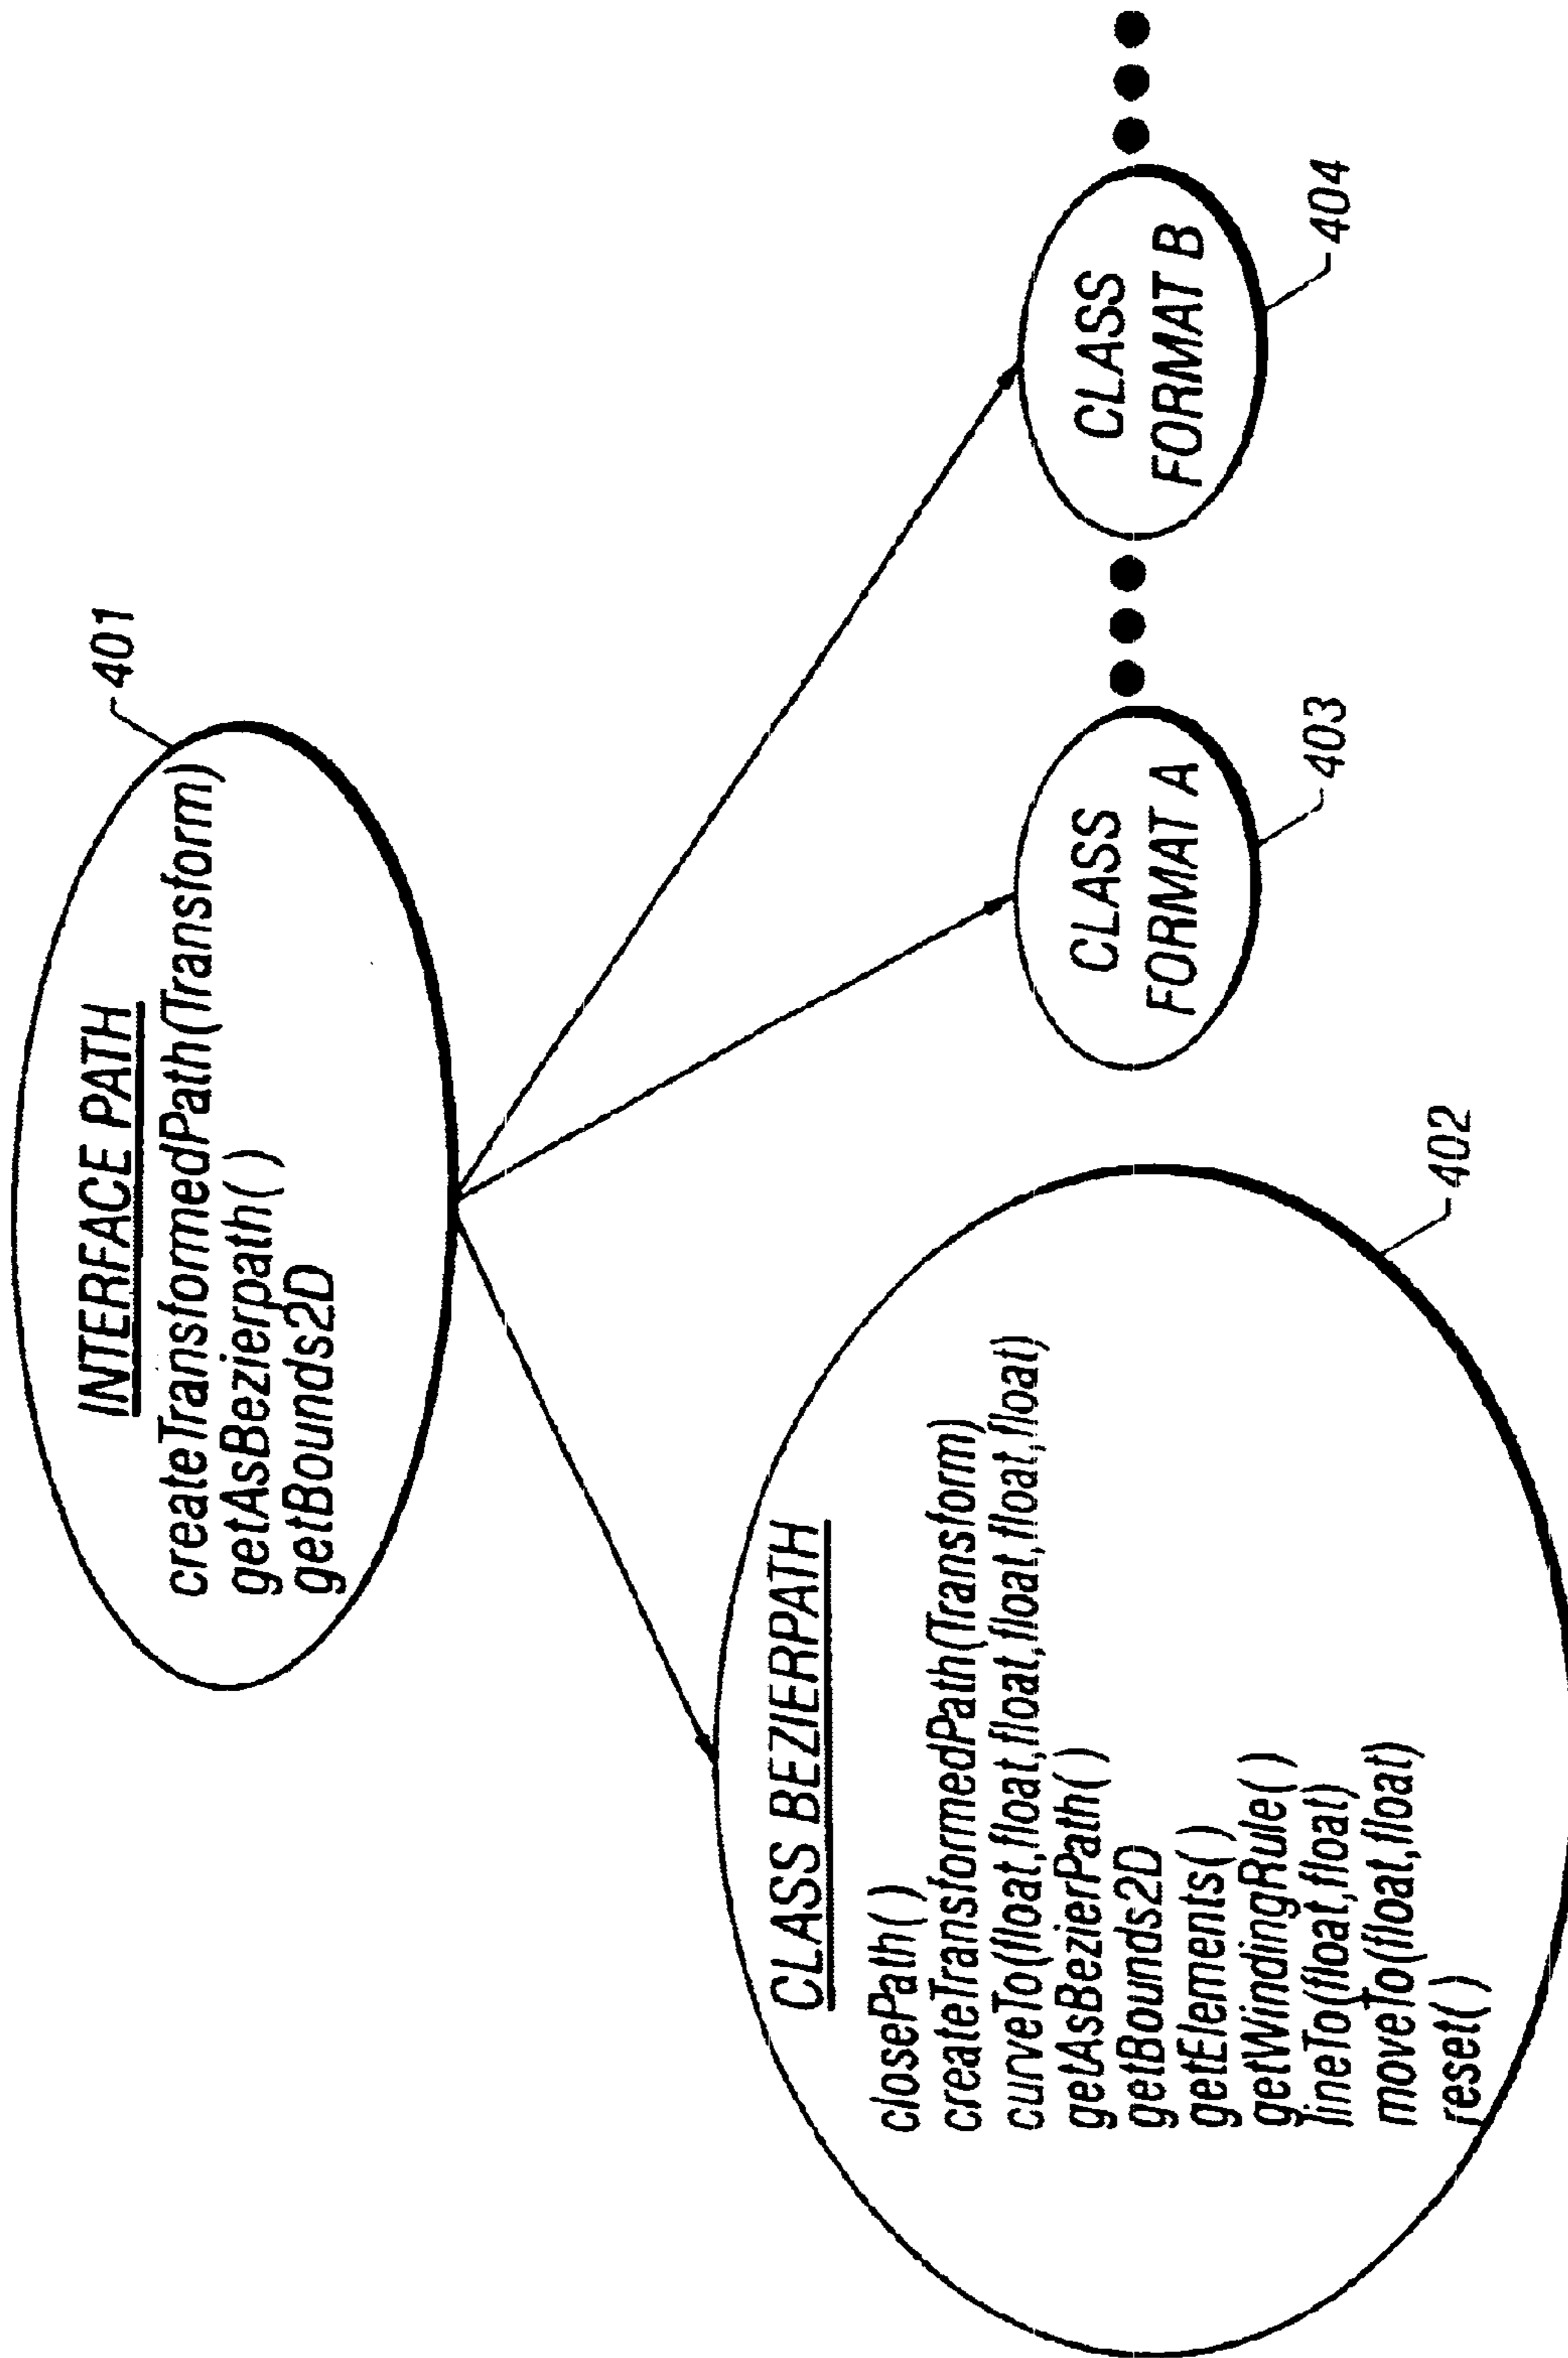 INTERFACE PATH
createTransformedPath(Transform)
getAsBezierpath( )
getBounds2D
401
CLASS BEZIERPATH
closePath( )
createTransformedPath(Transform)
curveTo(float,float,float,float,float,float)
getAsBezierPath( )
getBounds2D
getElements( )
getWindingRule( )
lineTo(float,float)
moveTo(float,float)
reset( )
402
CLASS
FORMAT A
403
CLASS
FORMAT B
404